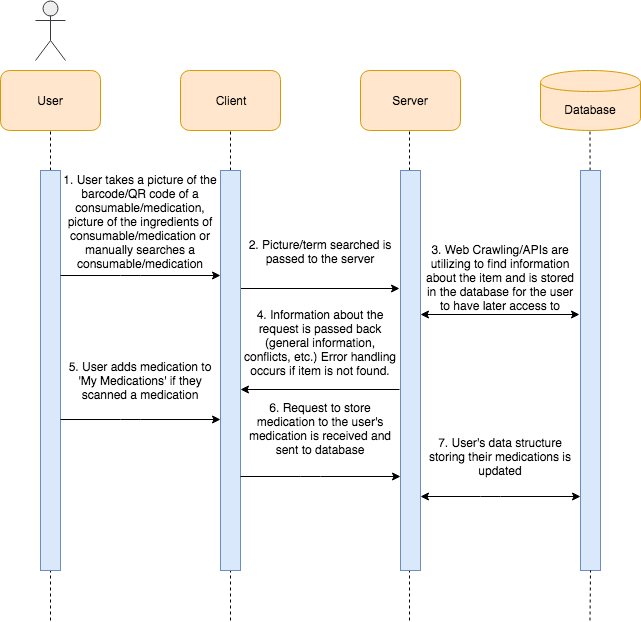 User
Client
Server
Database
1. User takes a picture of the
barcode/QR code of a
consumable/medication,
picture of the ingredients of
consumable/medication or
manually searches a
consumable/medication
2. Picture/term searched is
passed to the server
3. Web Crawling/APIs are
utilizing to find information
about the item and is stored
in the database for the user
to have later access to
4. Information about the
request is passed back
(general information,
conflicts, etc.) Error handling
occurs if item is not found.
5. User adds medication to
'My Medications' if they
scanned a medication
6. Request to store
medication to the user's
medication is received and
sent to database
7. User's data structure
storing their medications is
updated